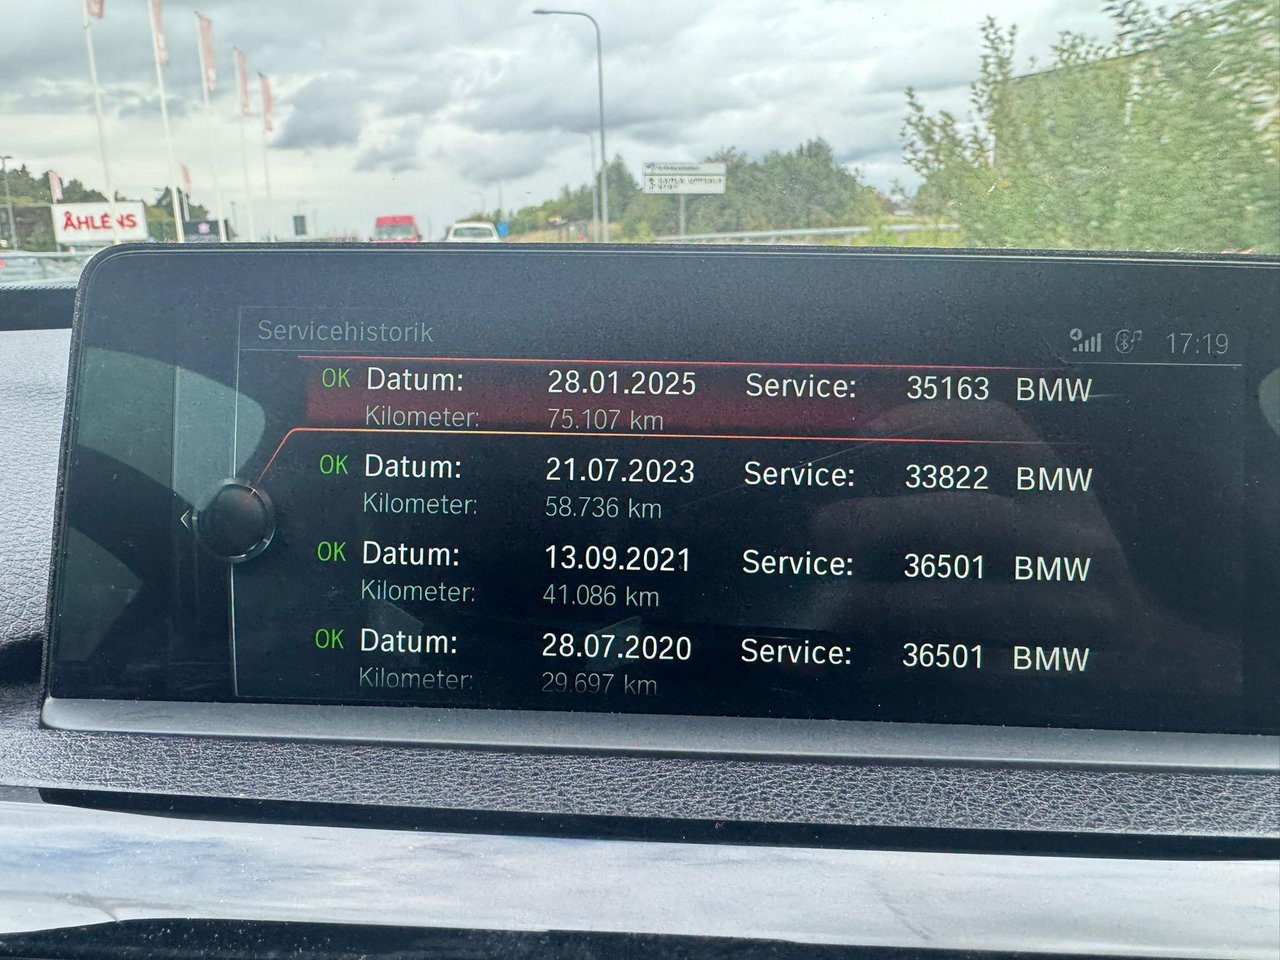 ÅHLÉNS
Servicehistorik 17:19
OK Datum: 28.01.2025 Service: 35163 BMW
Kilometer: 75.107 km
OK Datum: 21.07.2023 Service: 33822 BMW
Kilometer: 58.736 km
OK Datum: 13.09.2021 Service: 36501 BMW
Kilometer: 41.086 km
OK Datum: 28.07.2020 Service: 36501 BMW
Kilometer: 29.697 km